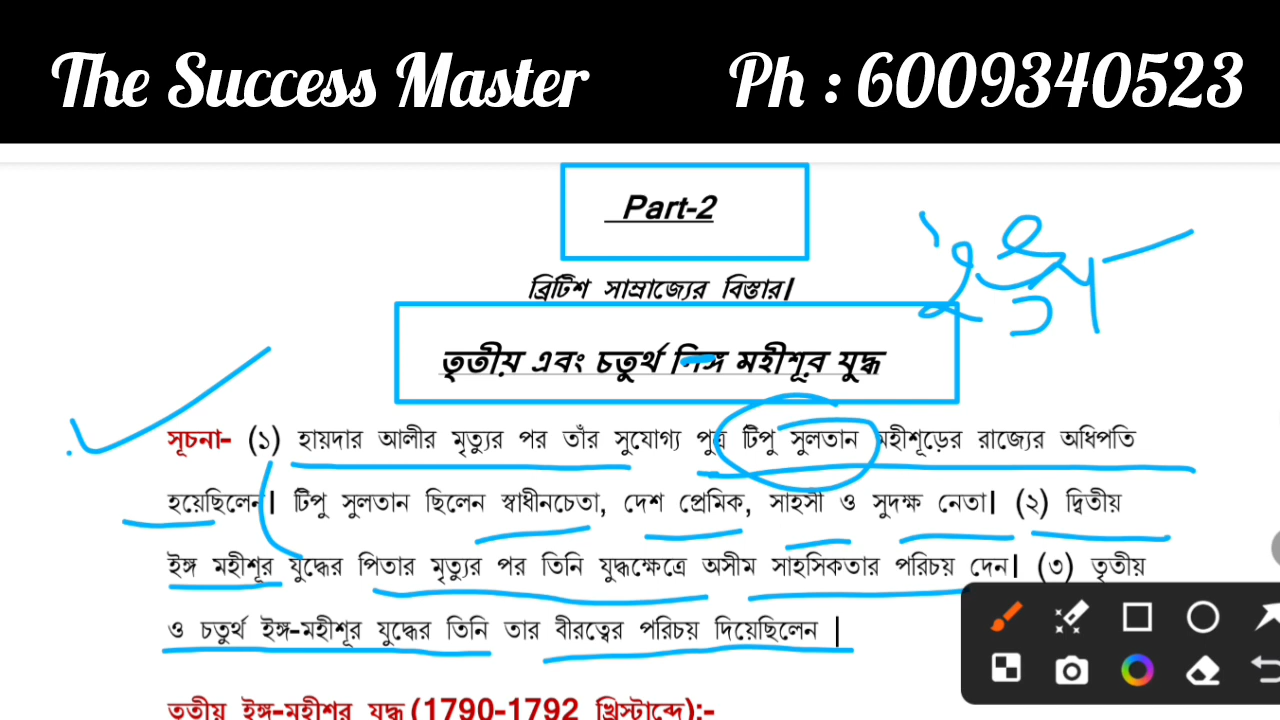 The Success Master Ph : 6009340523
Part-2
ব্রিটিশ সাম্রাজ্যের বিস্তার।
তৃতীয় এবং চতুর্থ মহীশূর যুদ্ধ
সূচনা- (১) হায়দার আলীর মৃত্যুর পর তাঁর সুযোগ্য পুত্র টিপু সুলতান মহীশূড়ের রাজ্যের অধিপতি
হয়েছিলেন। টিপু সুলতান ছিলেন স্বাধীনচেতা, দেশ প্রেমিক, সাহসী ও সুদক্ষ নেতা। (২) দ্বিতীয়
ইঙ্গ মহীশূর যুদ্ধের পিতার মৃত্যুর পর তিনি যুদ্ধক্ষেত্রে অসীম সাহসিকতার পরিচয় দেন। (৩) তৃতীয়
ও চতুর্থ ইঙ্গ-মহীশূর যুদ্ধের তিনি তার বীরত্বের পরিচয় দিয়েছিলেন |
তৃতীয় ইঙ্গ-মহীশূর যুদ্ধ (1790-1792 খ্রিস্টাব্দে):-